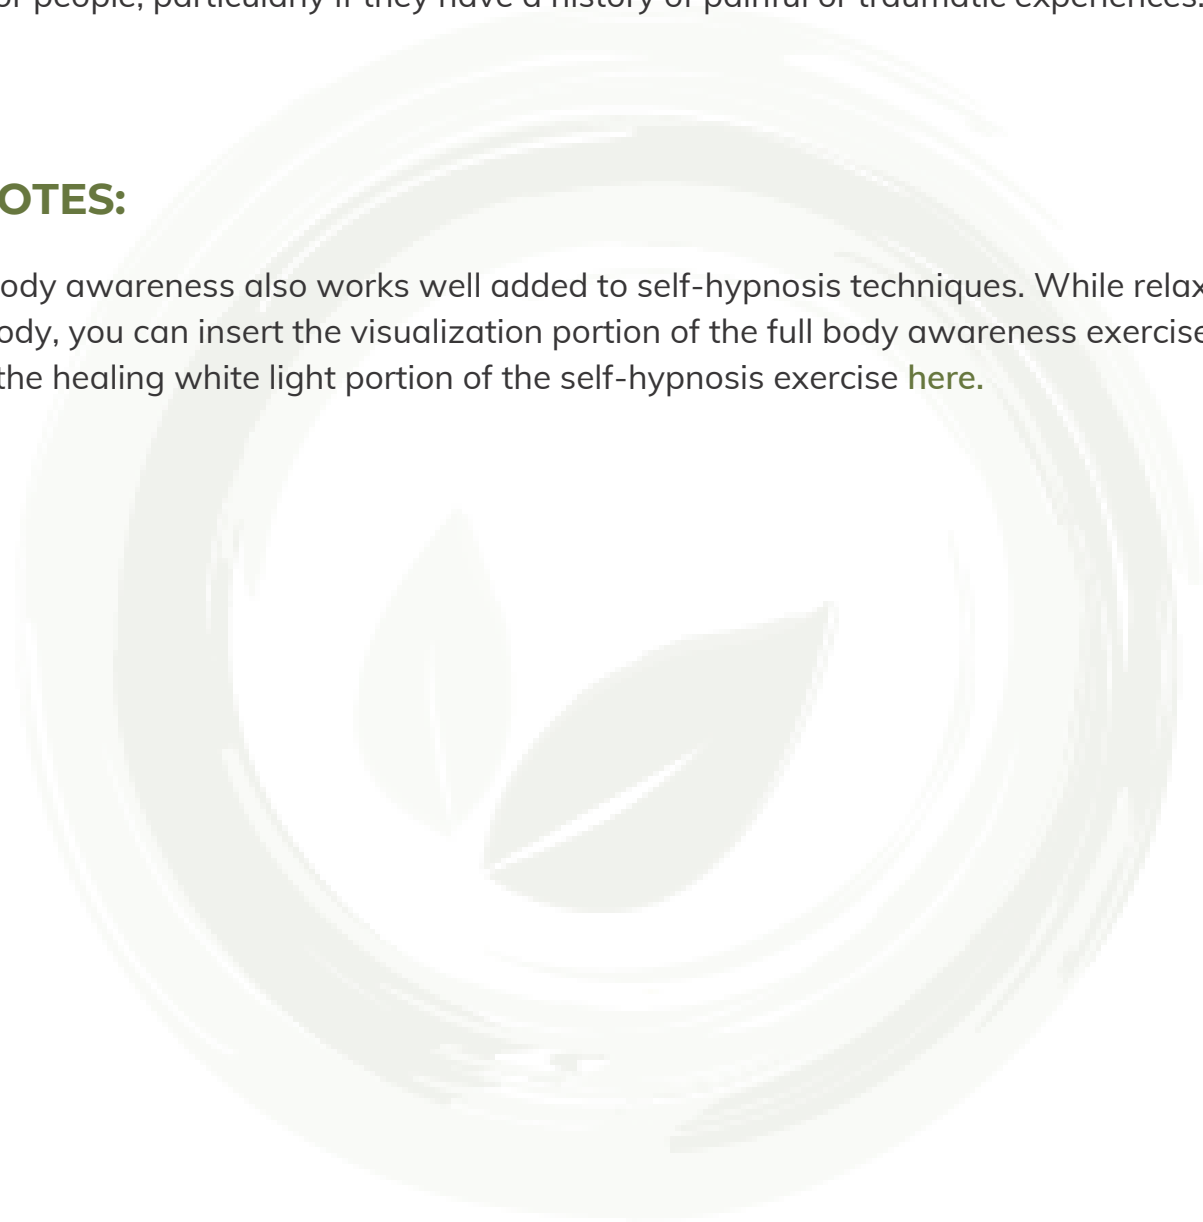 or people, particularly if they have a history of painful or traumatic experiences.
OTES:
ody awareness also works well added to self-hypnosis techniques. While relax
ody, you can insert the visualization portion of the full body awareness exercise
the healing white light portion of the self-hypnosis exercise here.